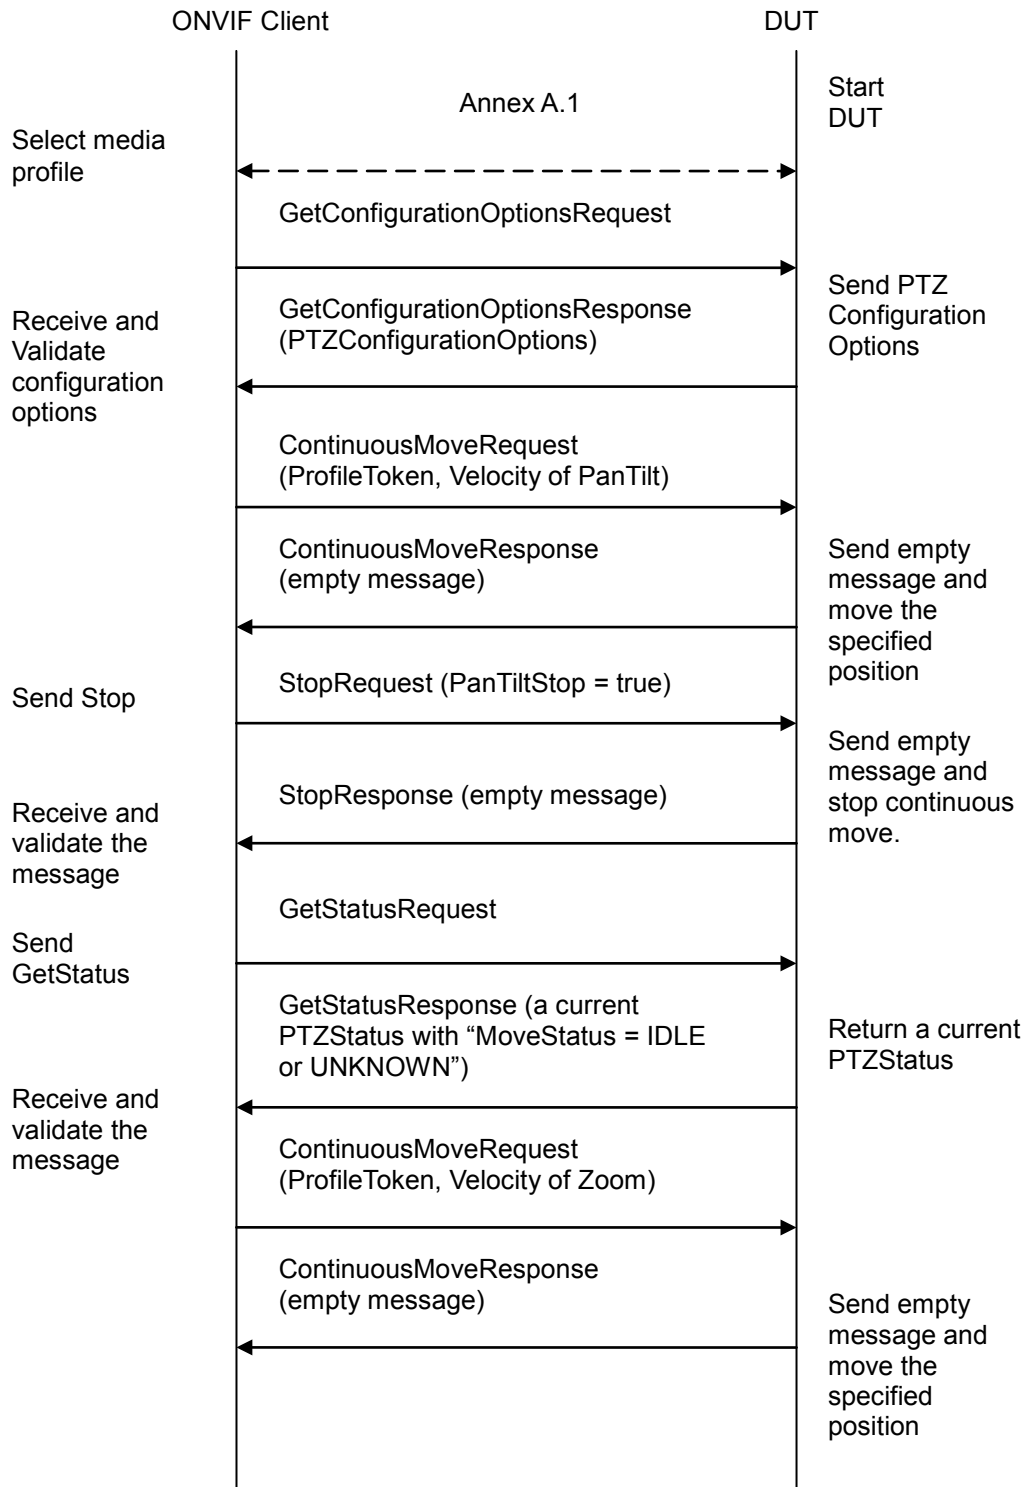 ONVIF Client
DUT
Annex A.1
Start
DUT
Select media
profile
GetConfigurationOptionsRequest
GetConfigurationOptionsResponse
(PTZConfigurationOptions)
Send PTZ
Configuration
Options
Receive and
Validate
configuration
options
ContinuousMoveRequest
(ProfileToken, Velocity of PanTilt)
ContinuousMoveResponse
(empty message)
Send empty
message and
move the
specified
position
Send Stop
StopRequest (PanTiltStop = true)
Send empty
message and
stop continuous
move.
StopResponse (empty message)
Receive and
validate the
message
GetStatusRequest
Send
GetStatus
GetStatusResponse (a current
PTZStatus with “MoveStatus = IDLE
or UNKNOWN”)
Return a current
PTZStatus
Receive and
validate the
message
ContinuousMoveRequest
(ProfileToken, Velocity of Zoom)
ContinuousMoveResponse
(empty message)
Send empty
message and
move the
specified
position